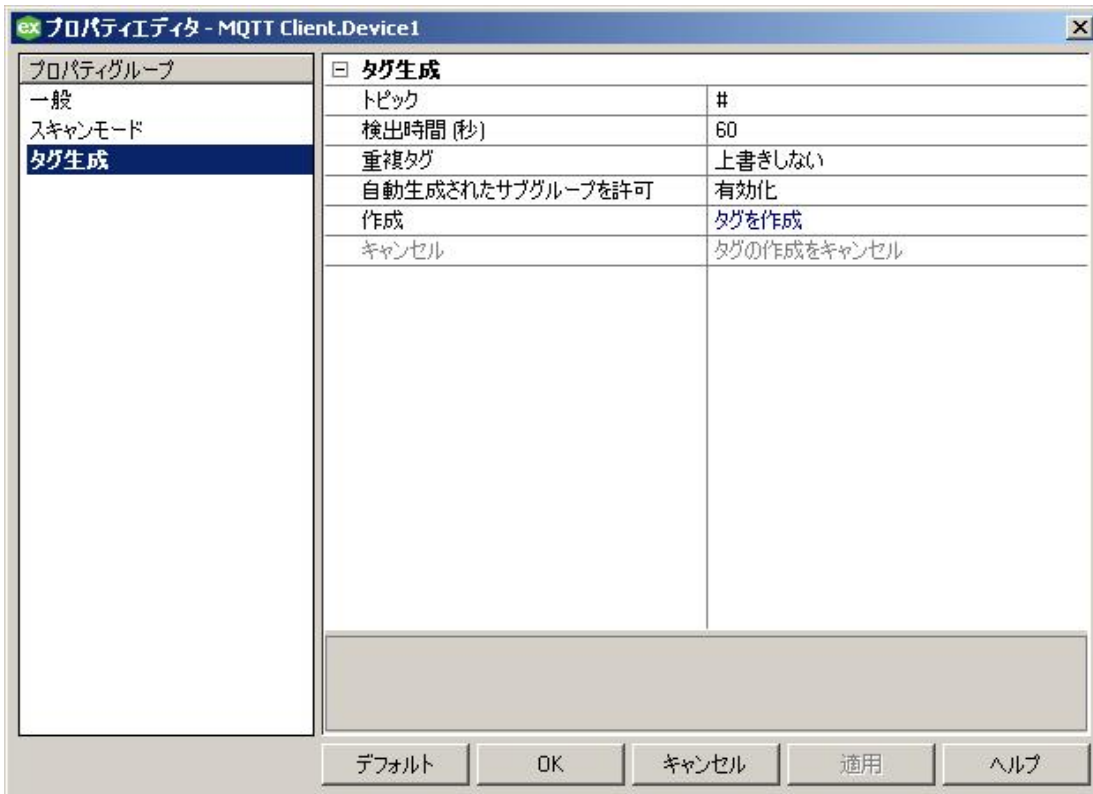 ex プロパティエディタ - MQTT Client.Device1
プロパティグループ
一般
スキャンモード
タグ生成
タグ生成
トピック #
検出時間 (秒) 60
重複タグ 上書きしない
自動生成されたサブグループを許可 有効化
作成 タグを作成
キャンセル タグの作成をキャンセル
デフォルト OK キャンセル 適用 ヘルプ